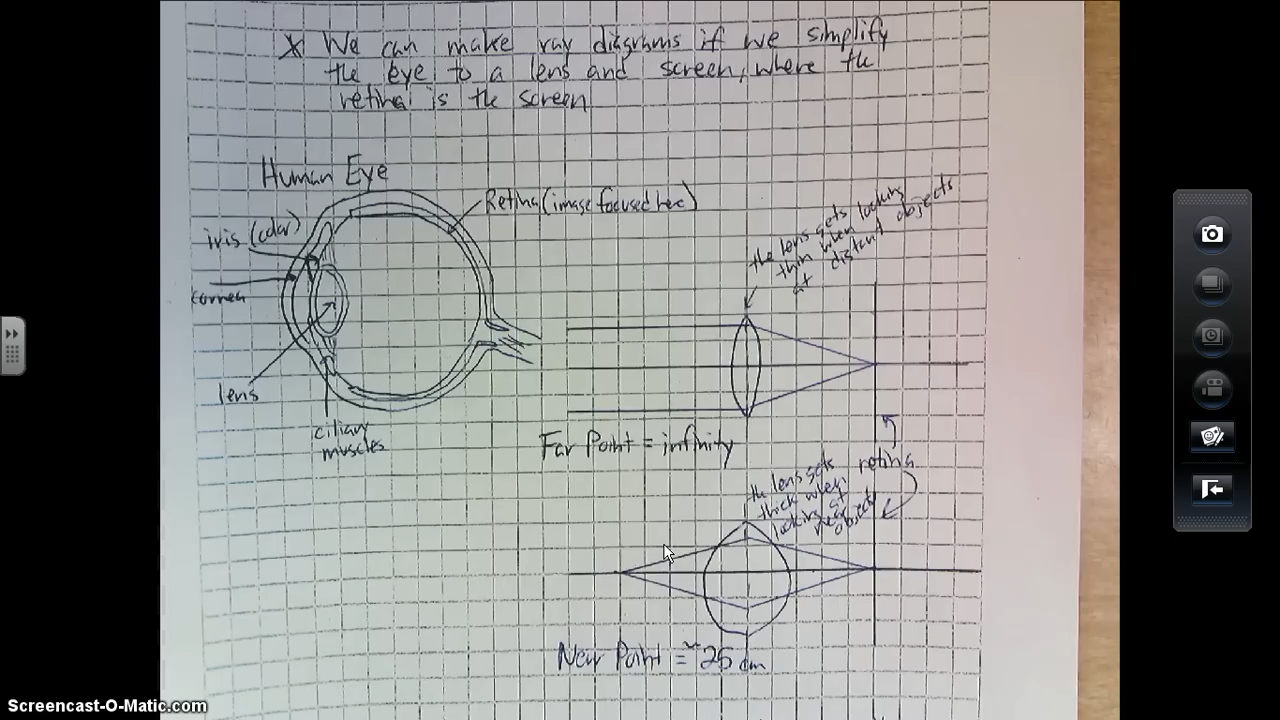 x We can make ray diagrams if we simplify
the eye to a lens and screen, where the
retina is the screen
Human Eye
Retina (image focused here)
iris (color)
cornea
lens
ciliary
muscles
the lens gets
thin when looking
at distant objects
Far Point = infinity
retina
the lens gets
thick when
looking at
near
objects
Near Point = ~25 cm
Screencast-O-Matic.com